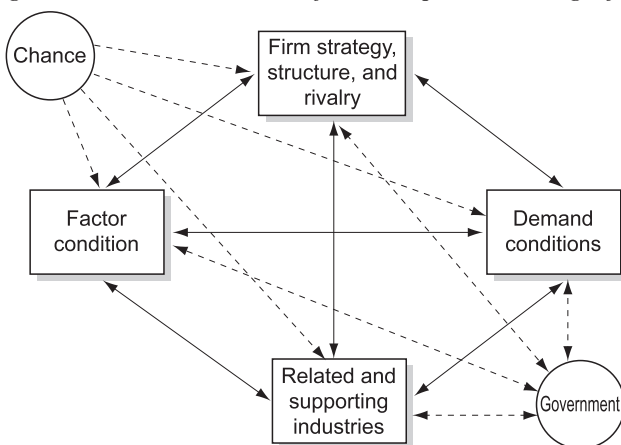 Chance
Firm strategy,
structure, and
rivalry
Factor
condition
Demand
conditions
Related and
supporting
industries
Government